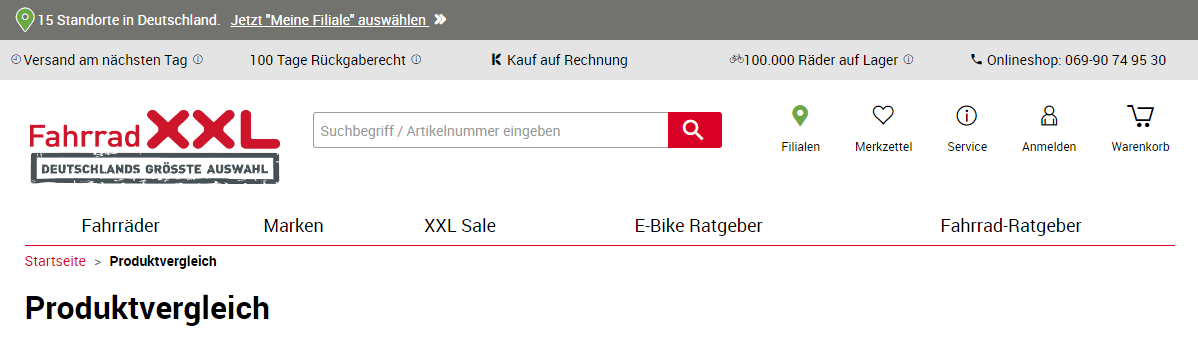 15 Standorte in Deutschland. Jetzt "Meine Filiale" auswählen
Versand am nächsten Tag 100 Tage Rückgaberecht Kauf auf Rechnung 100.000 Räder auf Lager Onlineshop: 069-90 74 95 30
Fahrrad XXL
DEUTSCHLANDS GRÖSSTE AUSWAHL
Suchbegriff / Artikelnummer eingeben
Filialen Merkzettel Service Anmelden Warenkorb
Fahrräder Marken XXL Sale E-Bike Ratgeber Fahrrad-Ratgeber
Startseite > Produktvergleich
Produktvergleich